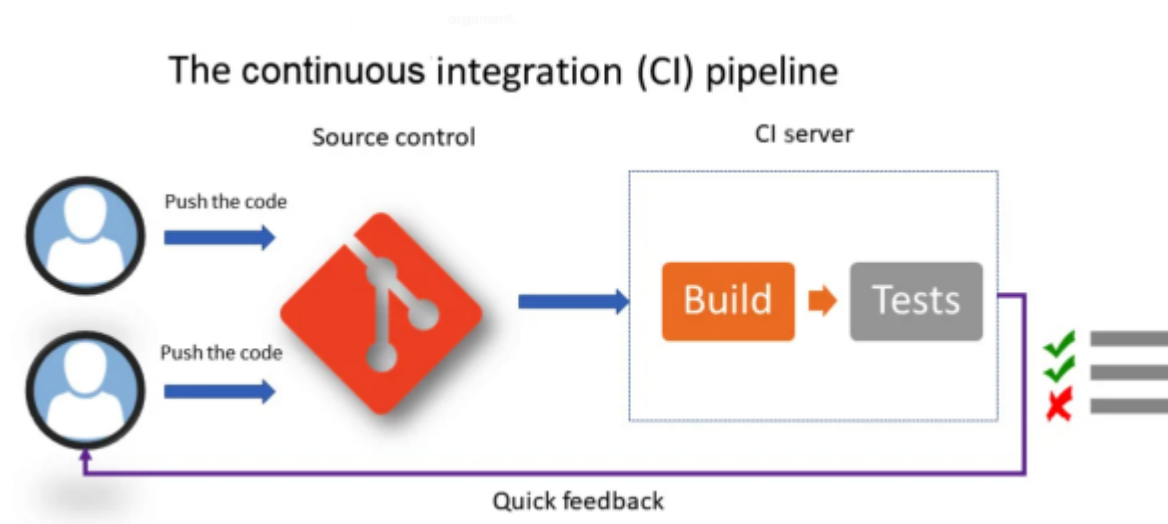 The continuous integration (CI) pipeline
Source control
CI server
Push the code
Build
Tests
Push the code
Quick feedback